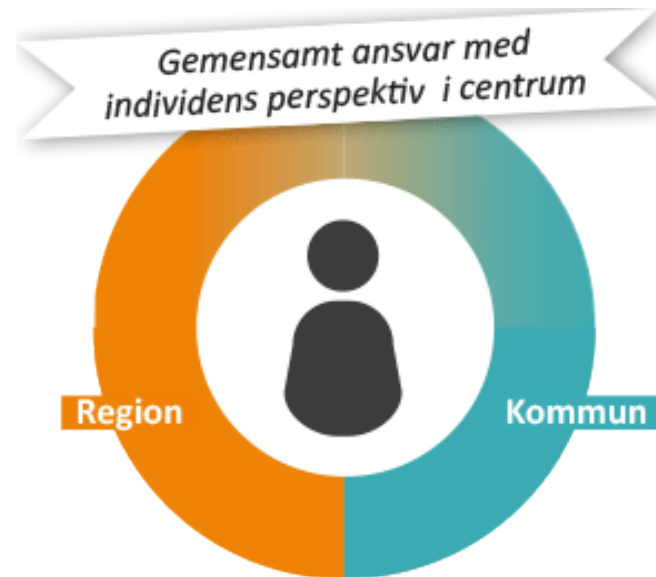 Gemensamt ansvar med
individens perspektiv i centrum
Region
Kommun